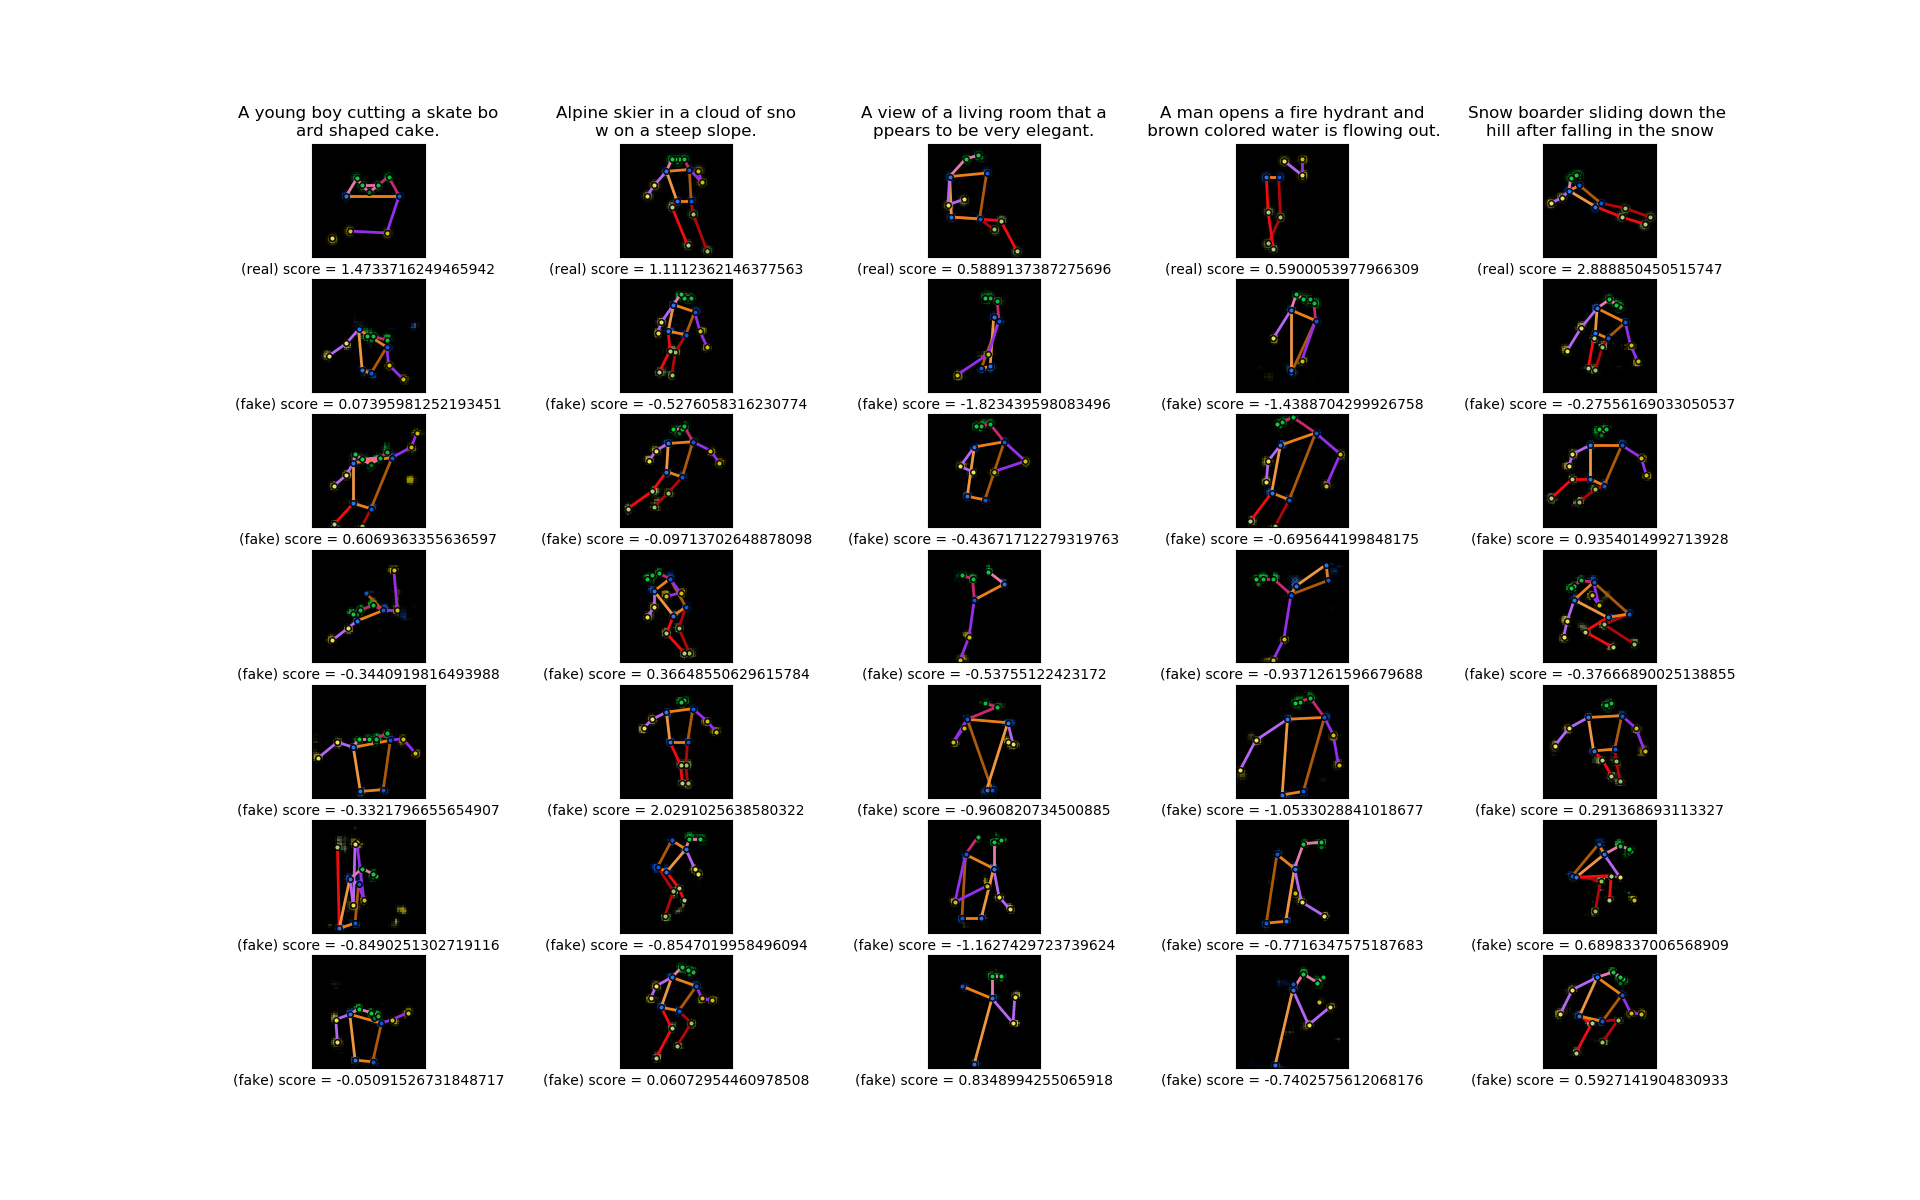 A young boy cutting a skate bo
ard shaped cake.
Alpine skier in a cloud of sno
w on a steep slope.
A view of a living room that a
ppears to be very elegant.
A man opens a fire hydrant and
brown colored water is flowing out.
Snow boarder sliding down the
hill after falling in the snow
(real) score = 1.4733716249465942
(real) score = 1.1112362146377563
(real) score = 0.5889137387275696
(real) score = 0.5900053977966309
(real) score = 2.888850450515747
(fake) score = 0.07395981252193451
(fake) score = -0.5276058316230774
(fake) score = -1.823439598083496
(fake) score = -1.4388704299926758
(fake) score = -0.27556169033050537
(fake) score = 0.6069363355636597
(fake) score = -0.09713702648878098
(fake) score = -0.43671712279319763
(fake) score = -0.695644199848175
(fake) score = 0.9354014992713928
(fake) score = -0.3440919816493988
(fake) score = 0.36648550629615784
(fake) score = -0.53755122423172
(fake) score = -0.9371261596679688
(fake) score = -0.37666890025138855
(fake) score = -0.3321796655654907
(fake) score = 2.0291025638580322
(fake) score = -0.960820734500885
(fake) score = -1.0533028841018677
(fake) score = 0.291368693113327
(fake) score = -0.8490251302719116
(fake) score = -0.8547019958496094
(fake) score = -1.1627429723739624
(fake) score = -0.7716347575187683
(fake) score = 0.6898337006568909
(fake) score = -0.05091526731848717
(fake) score = 0.06072954460978508
(fake) score = 0.8348994255065918
(fake) score = -0.7402575612068176
(fake) score = 0.5927141904830933